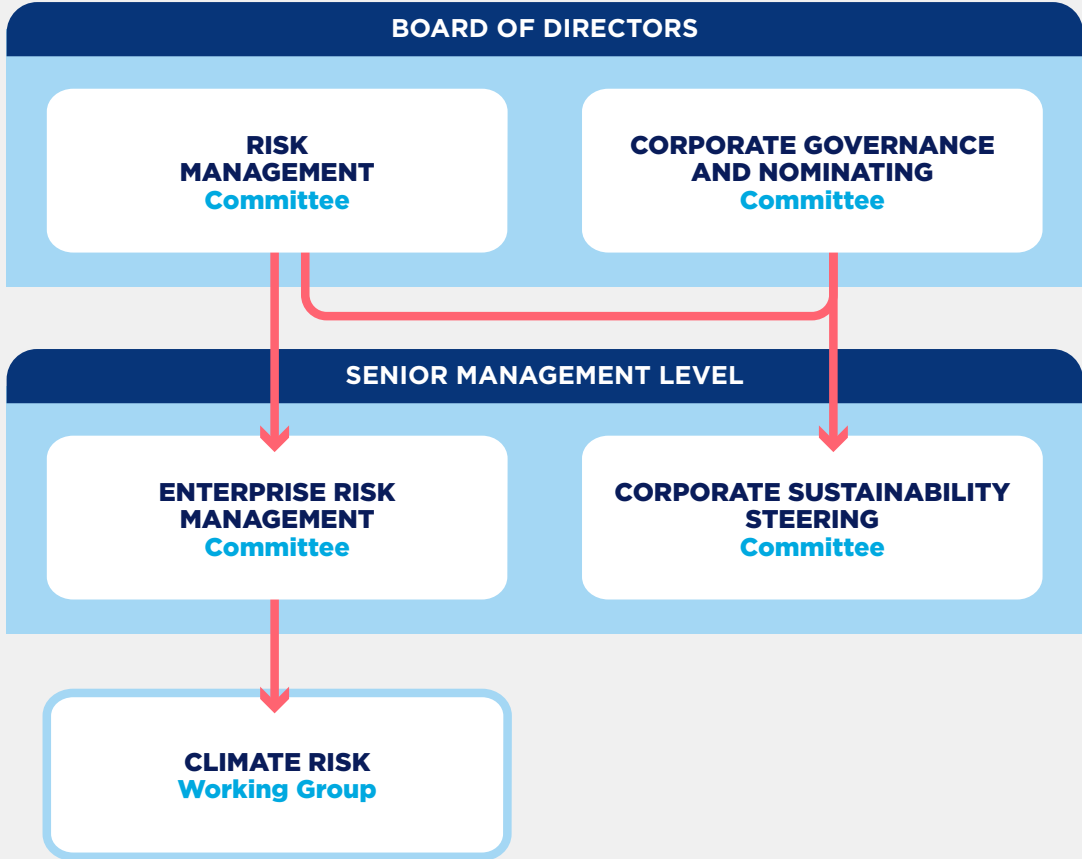 BOARD OF DIRECTORS
RISK
MANAGEMENT
Committee
CORPORATE GOVERNANCE
AND NOMINATING
Committee
SENIOR MANAGEMENT LEVEL
ENTERPRISE RISK
MANAGEMENT
Committee
CORPORATE SUSTAINABILITY
STEERING
Committee
CLIMATE RISK
Working Group